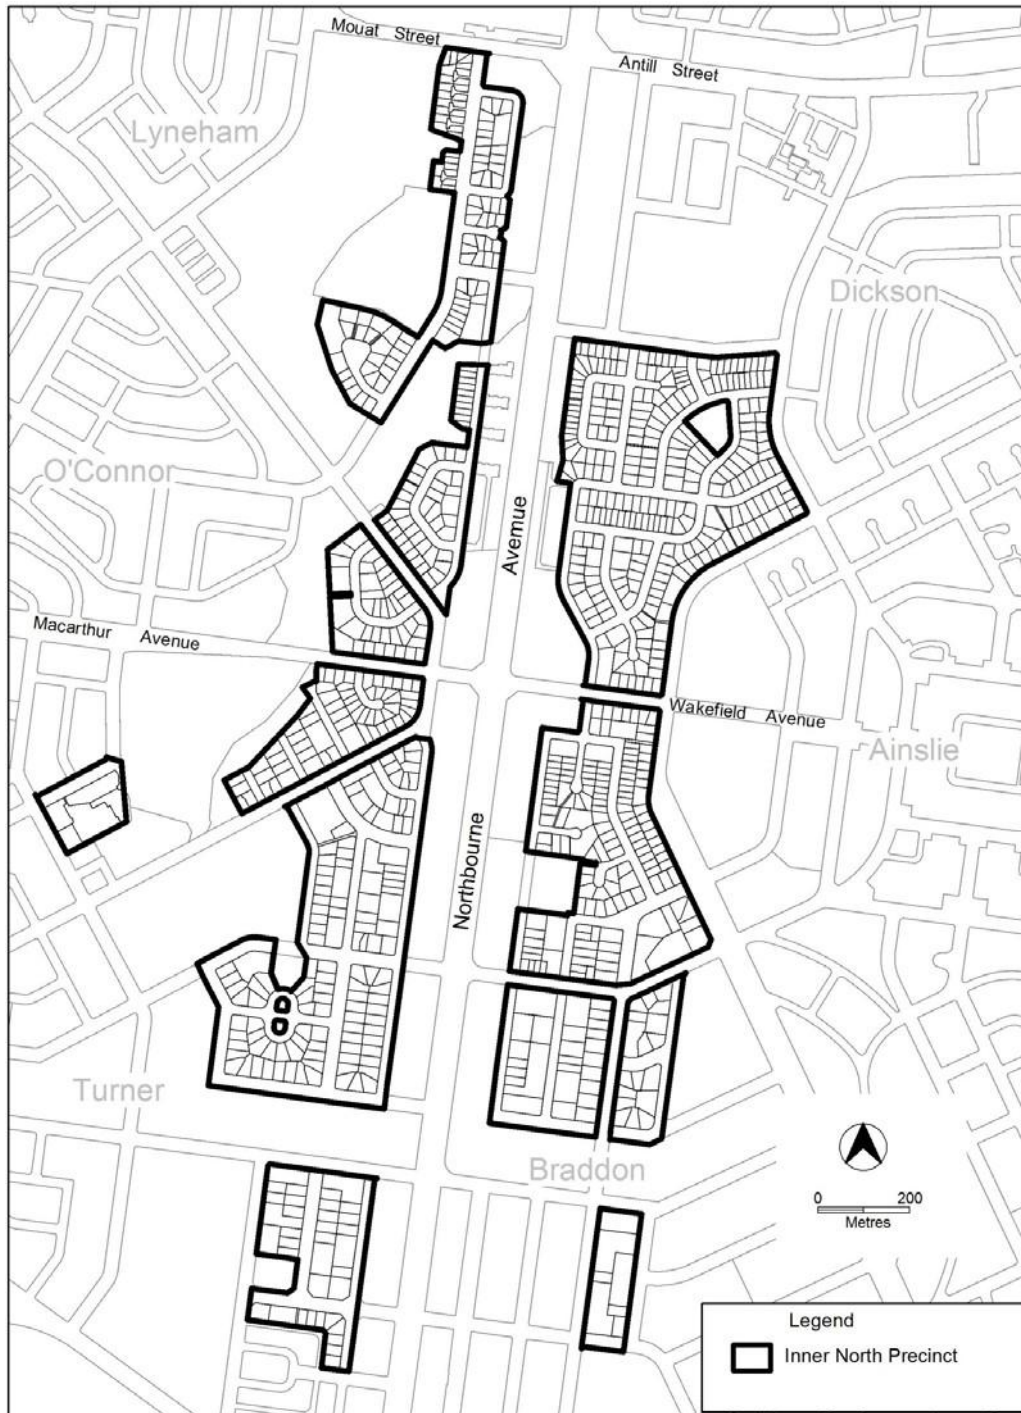 Mouat Street
Antill Street
Lyneham
Dickson
O'Connor
Avemue
Macarthur Avenue
Wakefield Avenue
Ainslie
Northbourne
Turner
Braddon
0 200
Metres
Legend
Inner North Precinct